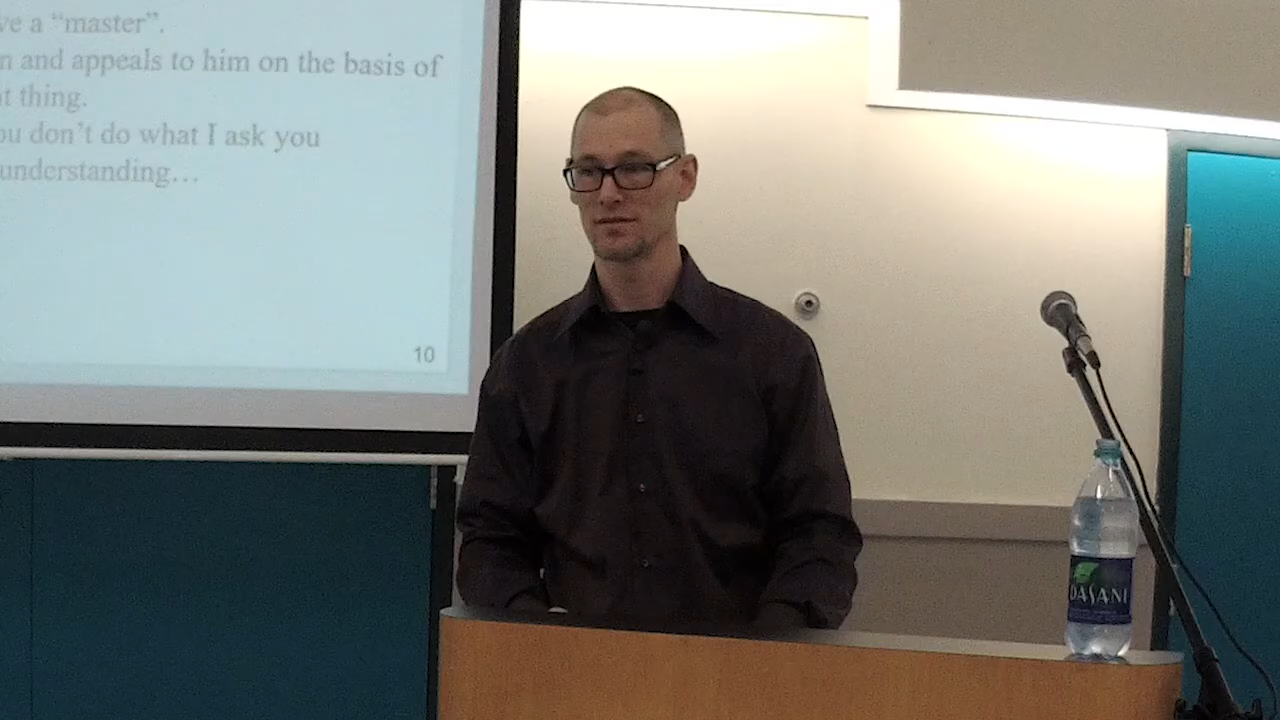 ve a “master”.
n and appeals to him on the basis of
t thing.
ou don’t do what I ask you
understanding…
10
DASANI